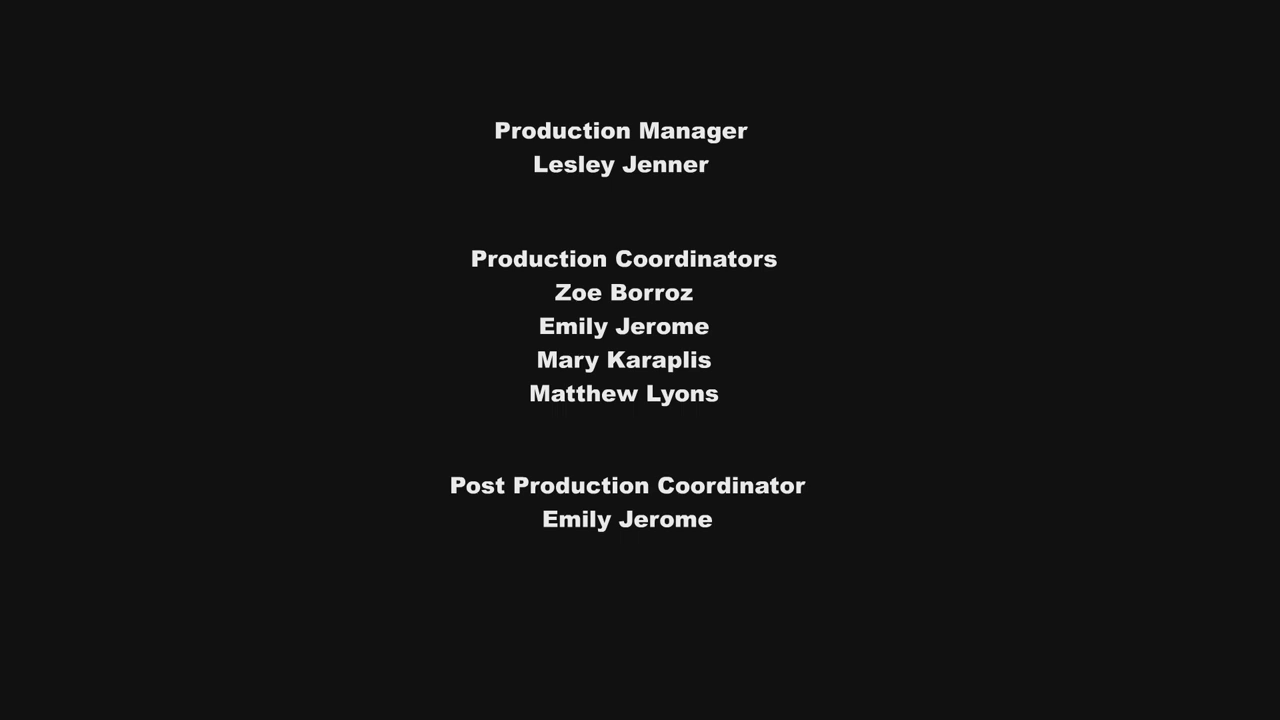 Production Manager
Lesley Jenner
Production Coordinators
Zoe Borroz
Emily Jerome
Mary Karaplis
Matthew Lyons
Post Production Coordinator
Emily Jerome